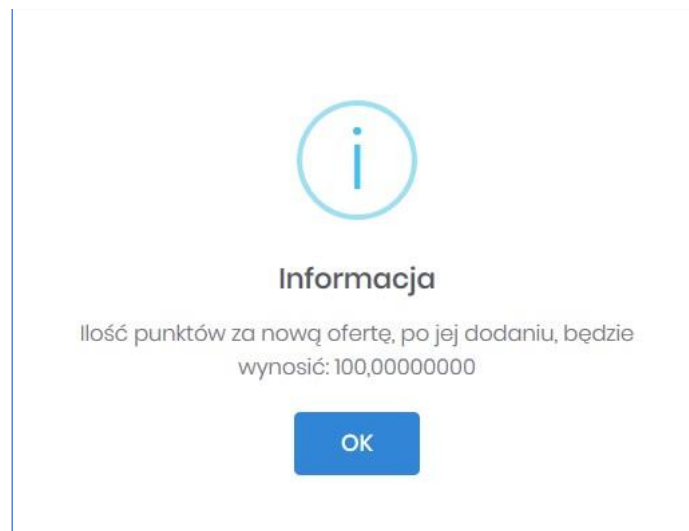 Informacja
Ilość punktów za nową ofertę, po jej dodaniu, będzie
wynosić: 100,00000000
OK